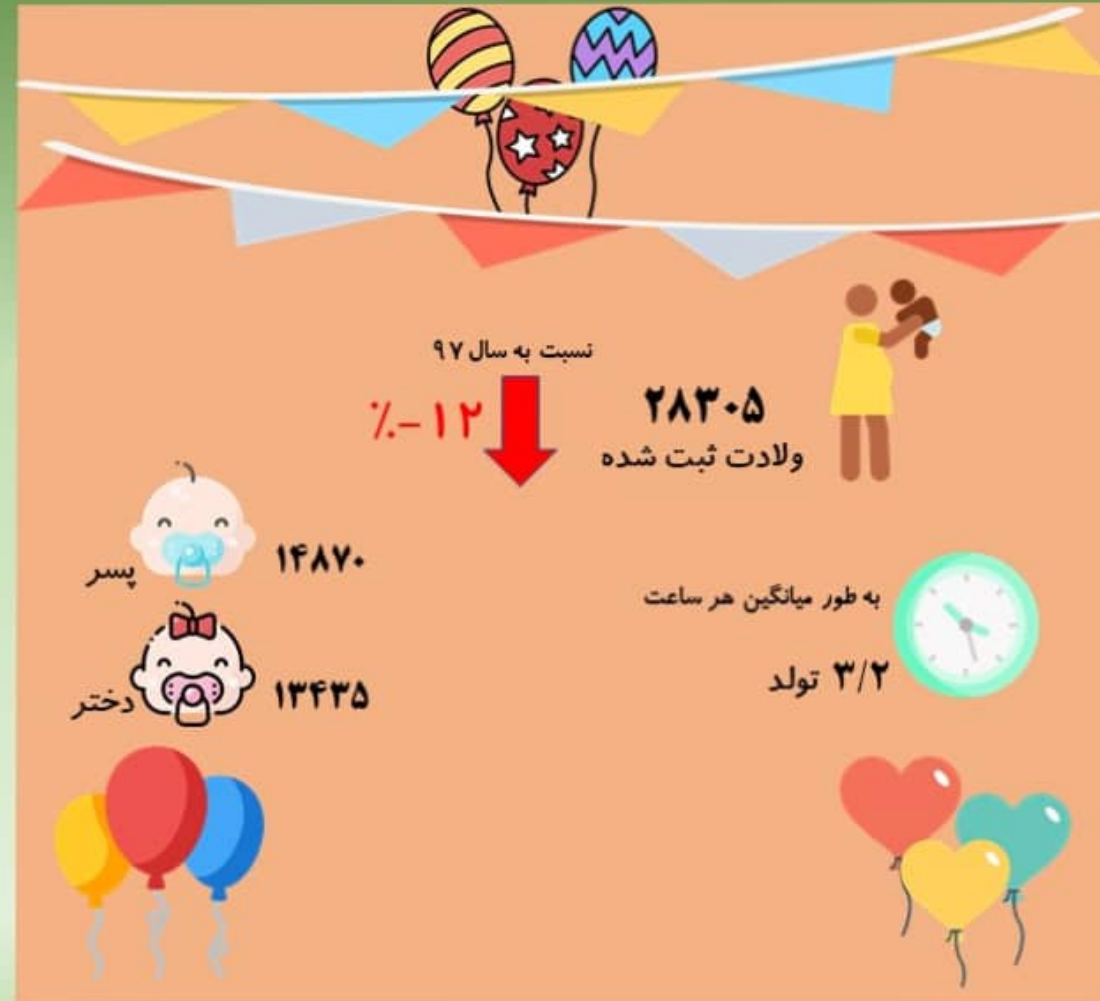 نسبت به سال ۹۷
۲۸۳۰۵
ولادت ثبت شده
٪-۱۲
۱۴۸۷۰
پسر
به طور میانگین هر ساعت
۳/۲ تولد
۱۳۴۳۵
دختر